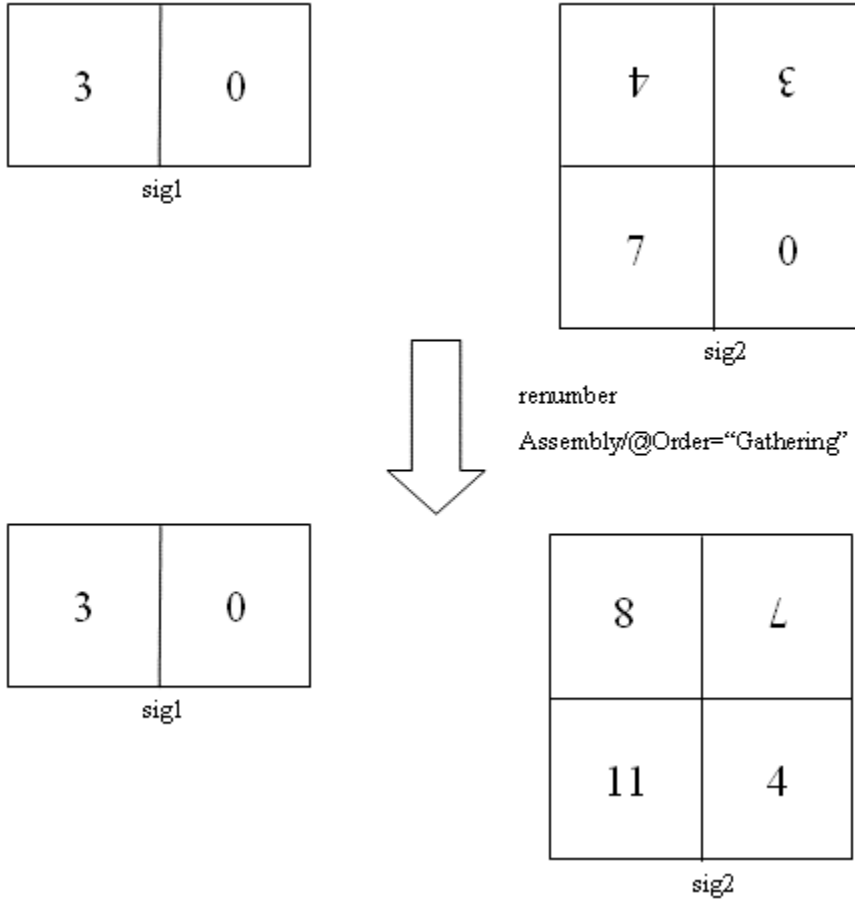 3 0
4 3
sig1
7 0
sig2
renumber
Assembly/@Order=“Gathering”
3 0
8 7
sig1
11 4
sig2